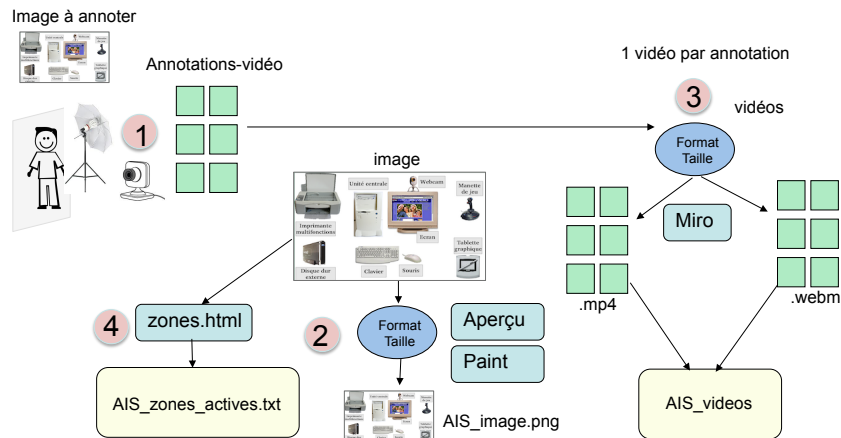 Image à annoter
Annotations-vidéo
1
1 vidéo par annotation
3
vidéos
Format
Taille
Miro
.mp4
.webm
AIS_videos
image
Unité centrale
Webcam
Manette
de jeu
Imprimante
multifonctions
Ecran
Tablette
graphique
Disque dur
externe
Clavier
Souris
4
zones.html
AIS_zones_actives.txt
2
Format
Taille
Aperçu
Paint
AIS_image.png